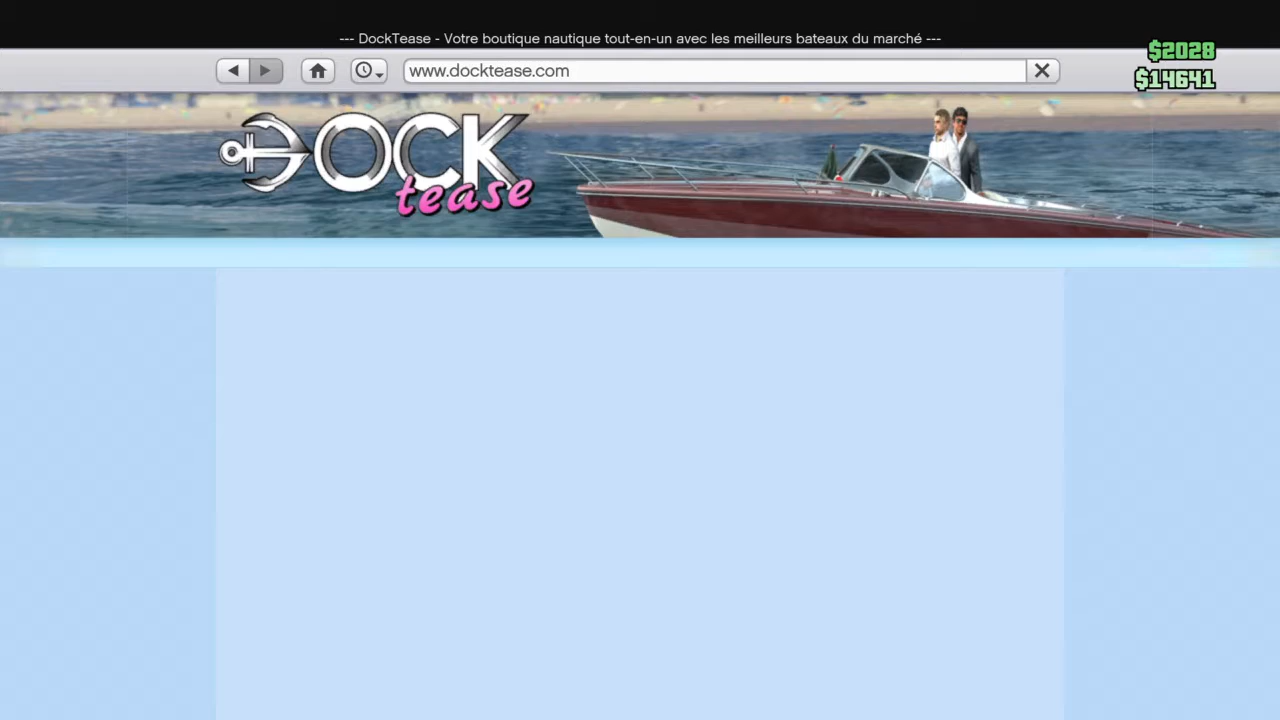 --- DockTease - Votre boutique nautique tout-en-un avec les meilleurs bateaux du marché ---
$2028
www.docktease.com
$14641
DOCK
tease